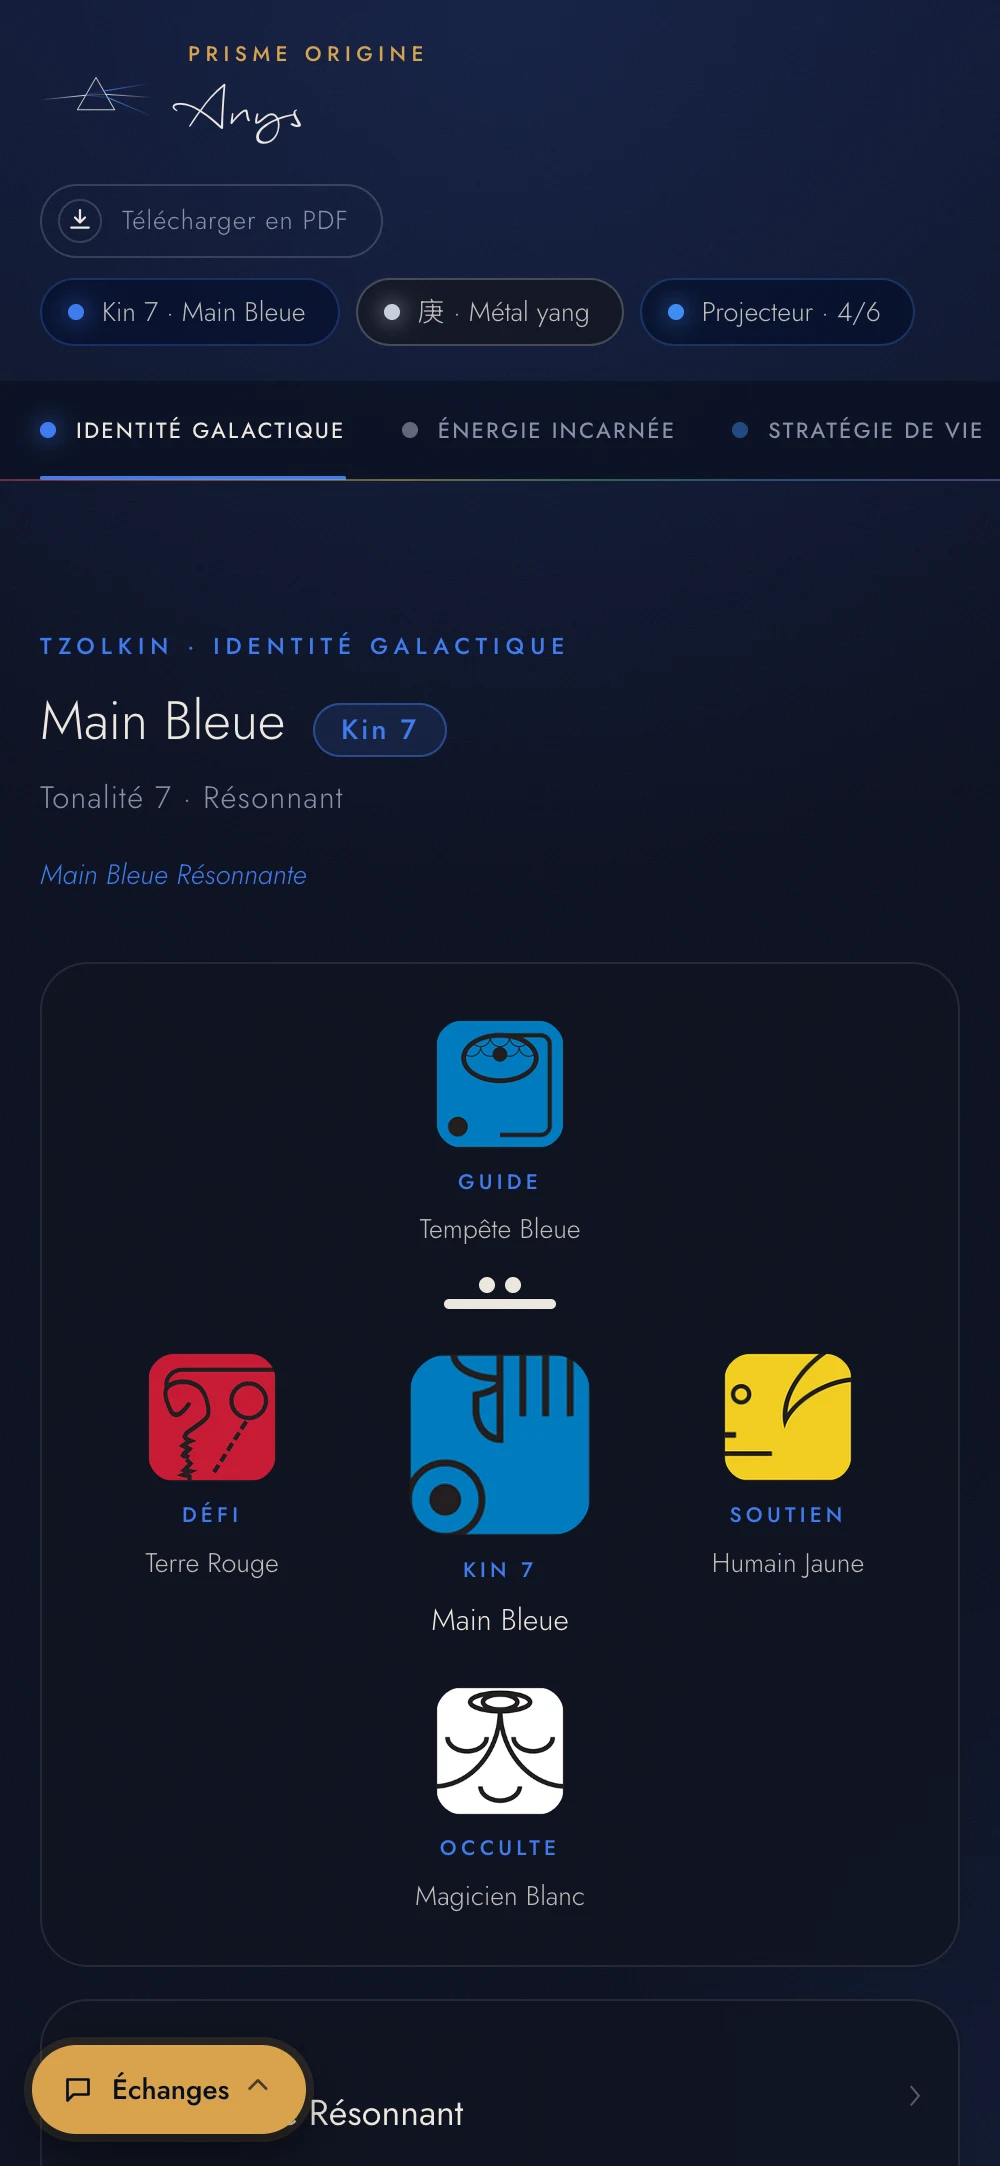 PRISME ORIGINE
Anys
Télécharger en PDF
Kin 7 · Main Bleue
庚 · Métal yang
Projecteur · 4/6
IDENTITÉ GALACTIQUE
ÉNERGIE INCARNÉE
STRATÉGIE DE VIE
TZOLKIN · IDENTITÉ GALACTIQUE
Main Bleue
Kin 7
Tonalité 7 · Résonnant
Main Bleue Résonnante
GUIDE
Tempête Bleue
DÉFI
Terre Rouge
KIN 7
Main Bleue
SOUTIEN
Humain Jaune
OCCULTE
Magicien Blanc
Échanges
Résonnant